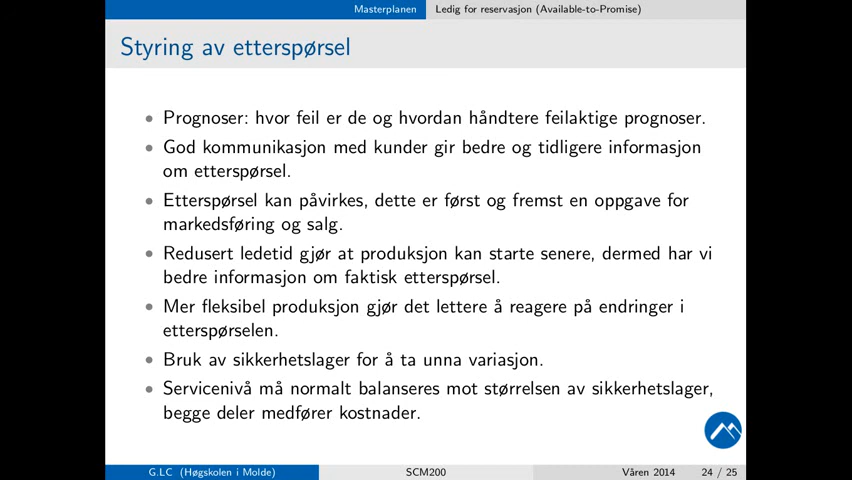 Masterplanen Ledig for reservasjon (Available-to-Promise)
Styring av etterspørsel
Prognoser: hvor feil er de og hvordan håndtere feilaktige prognoser.
God kommunikasjon med kunder gir bedre og tidligere informasjon
om etterspørsel.
Etterspørsel kan påvirkes, dette er først og fremst en oppgave for
markedsføring og salg.
Redusert ledetid gjør at produksjon kan starte senere, dermed har vi
bedre informasjon om faktisk etterspørsel.
Mer fleksibel produksjon gjør det lettere å reagere på endringer i
etterspørselen.
Bruk av sikkerhetslager for å ta unna variasjon.
Servicenivå må normalt balanseres mot størrelsen av sikkerhetslager,
begge deler medfører kostnader.
G.LC (Høgskolen i Molde) SCM200 Våren 2014 24 / 25